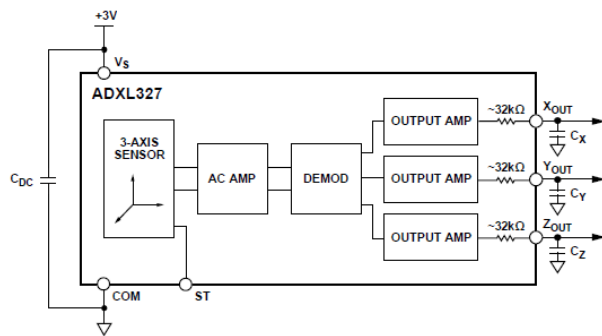 +3V
VS
ADXL327
3-AXIS
SENSOR
AC AMP
DEMOD
OUTPUT AMP
~32kΩ
XOUT
CX
OUTPUT AMP
~32kΩ
YOUT
CY
OUTPUT AMP
~32kΩ
ZOUT
CZ
CDC
COM
ST